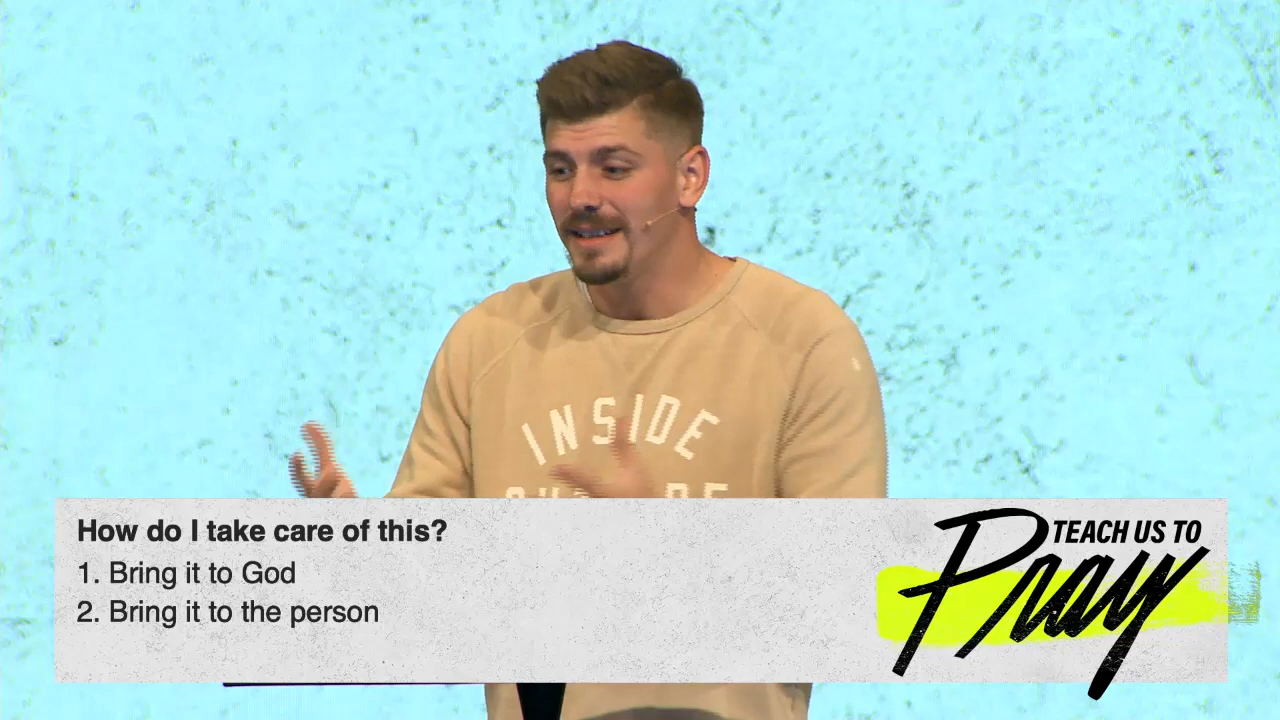 INSIDE
How do I take care of this?
1. Bring it to God
2. Bring it to the person
TEACH US TO
Pray